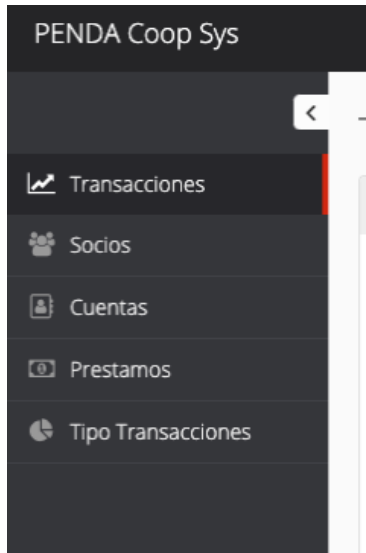 PENDA Coop Sys
Transacciones
Socios
Cuentas
Prestamos
Tipo Transacciones